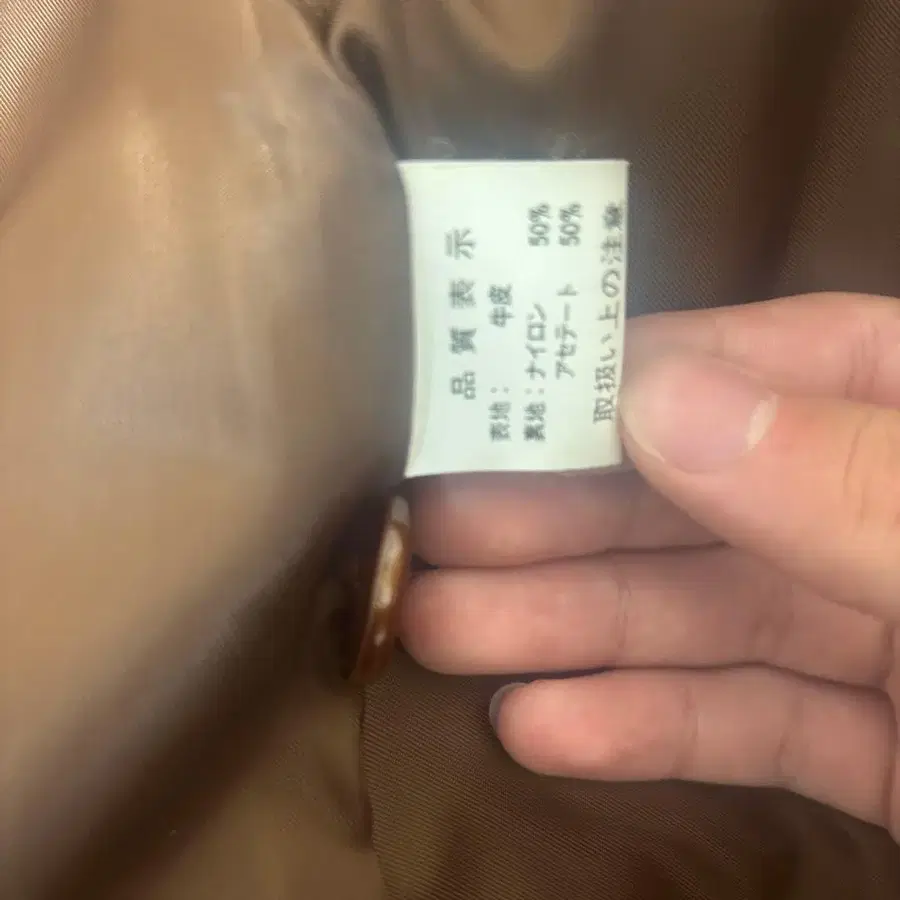 品質表示
表地： 牛皮
裏地：ナイロン 50%
アセテート 50%
取扱い上の注意